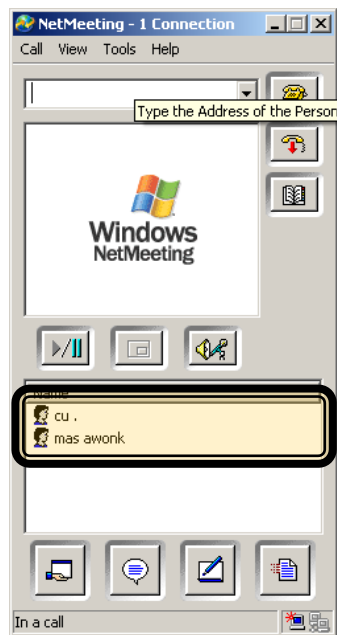 NetMeeting - 1 Connection
Call View Tools Help
Type the Address of the Person
Windows
NetMeeting
Name
cu .
mas awonk
In a call